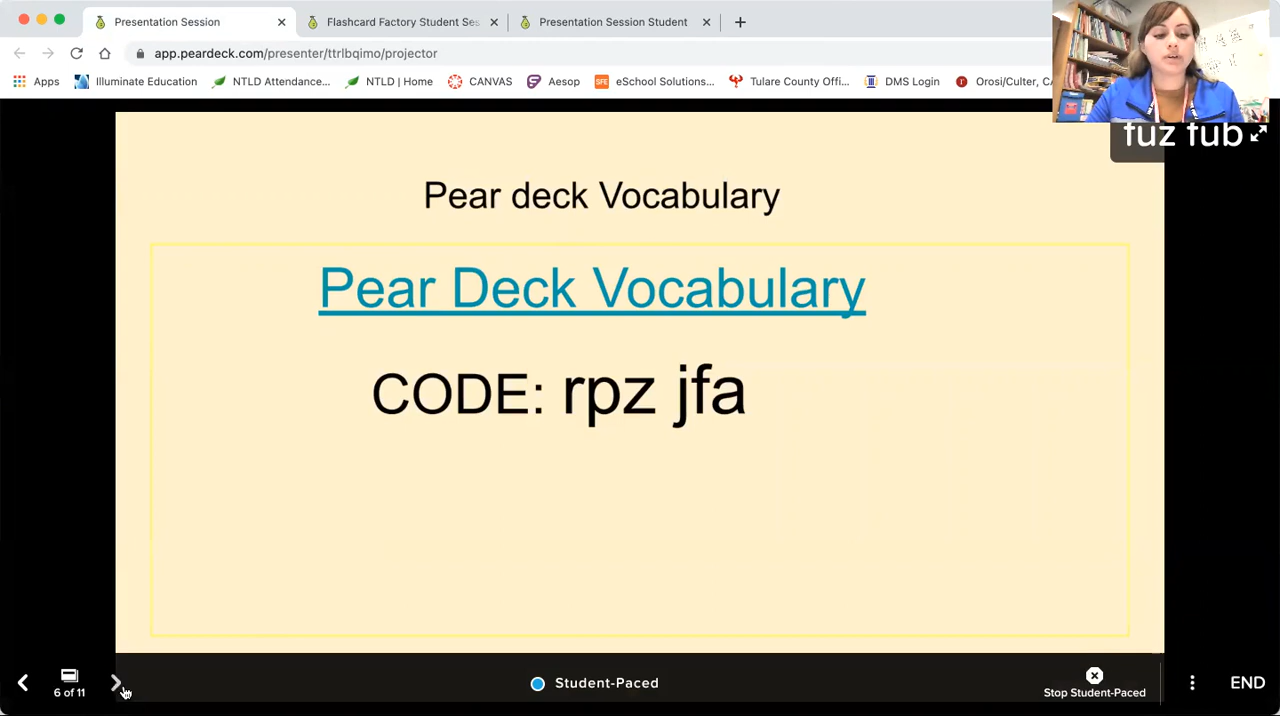 Presentation Session
Flashcard Factory Student Ses
Presentation Session Student
app.peardeck.com/presenter/ttrlbqimo/projector
Apps
Illuminate Education
NTLD Attendance...
NTLD | Home
CANVAS
Aesop
SFE
eSchool Solutions...
Tulare County Offi...
DMS Login
Orosi/Culter, CA
fuz fub
Pear deck Vocabulary
Pear Deck Vocabulary
CODE: rpz jfa
6 of 11
Student-Paced
Stop Student-Paced
END